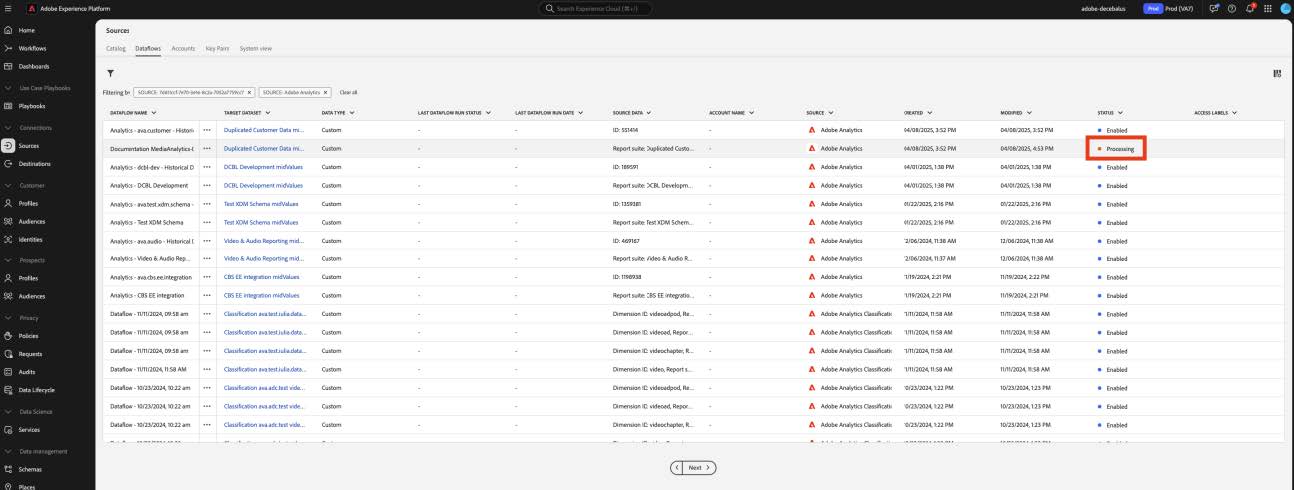 Adobe Experience Platform
Search Experience Cloud (⌘+/)
adobe-decebalus
Prod
Prod (VA7)
Home
Workflows
Dashboards
Use Case Playbooks
Playbooks
Connections
Sources
Destinations
Customer
Profiles
Audiences
Identities
Prospects
Profiles
Audiences
Privacy
Policies
Requests
Audits
Data Lifecycle
Data Science
Services
Data management
Schemas
Places
Sources
Catalog Dataflows Accounts Key Pairs System view
Filtering by SOURCE: × SOURCE: Adobe Analytics × Clear all
DATAFLOW NAME TARGET DATASET DATA TYPE LAST DATAFLOW RUN STATUS LAST DATAFLOW RUN DATE SOURCE DATA ACCOUNT NAME SOURCE REATED MODIFIED STATUS ACCESS LABELS
Analytics - ava.customer - Histori ••• Duplicated Customer Data mi... Custom - - ID: 551414 - Adobe Analytics 04/08/2025, 3:52 PM 04/08/2025, 3:52 PM Enabled
Documentation MediaAnalytics-( ••• Duplicated Customer Data mi... Custom - - Report suite: Duplicated Custo... - Adobe Analytics 04/08/2025, 3:52 PM 04/08/2025, 4:53 PM Processing
Analytics - dcbl-dev - Historical D ••• DCBL Development midValues Custom - - ID: 189591 - Adobe Analytics 04/01/2025, 1:38 PM 04/01/2025, 1:38 PM Enabled
Analytics - DCBL Development ••• DCBL Development midValues Custom - - Report suite: DCBL Developm... - Adobe Analytics 04/01/2025, 1:38 PM 04/01/2025, 1:38 PM Enabled
Analytics - ava.test.xdm.schema - ••• Test XDM Schema midValues Custom - - ID: 1359381 - Adobe Analytics 01/22/2025, 2:16 PM 01/22/2025, 2:16 PM Enabled
Analytics - Test XDM Schema ••• Test XDM Schema midValues Custom - - Report suite: Test XDM Schem... - Adobe Analytics 01/22/2025, 2:16 PM 01/22/2025, 2:16 PM Enabled
Analytics - ava.audio - Historical [ ••• Video & Audio Reporting mid... Custom - - ID: 469167 - Adobe Analytics 2/06/2024, 11:38 AM 12/06/2024, 11:38 AM Enabled
Analytics - Video & Audio Rep... ••• Video & Audio Reporting mid... Custom - - Report suite: Video & Audio R... - Adobe Analytics 2/06/2024, 11:37 AM 12/06/2024, 11:38 AM Enabled
Analytics - ava.cbs.ee.integration ••• CBS EE integration midValues Custom - - ID: 1198938 - Adobe Analytics 1/19/2024, 2:21 PM 11/19/2024, 2:22 PM Enabled
Analytics - CBS EE integration ••• CBS EE integration midValues Custom - - Report suite: CBS EE integratio... - Adobe Analytics 1/19/2024, 2:21 PM 11/19/2024, 2:21 PM Enabled
Dataflow - 11/11/2024, 09:58 am ••• Classification ava.test.iulia.data... Custom - - Dimension ID: videoadpod, Re... - Adobe Analytics Classificati 1/11/2024, 11:58 AM 11/11/2024, 11:58 AM Enabled
Dataflow - 11/11/2024, 09:58 am ••• Classification ava.test.iulia.data... Custom - - Dimension ID: videoad, Repor... - Adobe Analytics Classificati 1/11/2024, 11:58 AM 11/11/2024, 11:58 AM Enabled
Dataflow - 11/11/2024, 09:58 am ••• Classification ava.test.iulia.data... Custom - - Dimension ID: videochapter, R... - Adobe Analytics Classificati 1/11/2024, 11:58 AM 11/11/2024, 11:58 AM Enabled
Dataflow - 11/11/2024, 11:58 AM ••• Classification ava.test.iulia.data... Custom - - Dimension ID: video, Report s... - Adobe Analytics Classificati 1/11/2024, 11:58 AM 11/11/2024, 11:58 AM Enabled
Dataflow - 10/23/2024, 10:22 am ••• Classification ava.adc.test vide... Custom - - Dimension ID: videoadpod, Re... - Adobe Analytics Classificati 0/23/2024, 1:22 PM 10/23/2024, 1:23 PM Enabled
Dataflow - 10/23/2024, 10:22 am ••• Classification ava.adc.test vide... Custom - - Dimension ID: videoad, Repor... - Adobe Analytics Classificati 0/23/2024, 1:22 PM 10/23/2024, 1:23 PM Enabled
Dataflow - 10/23/2024, 10:22 am ••• Classification ava.adc.test vide... Custom - - Dimension ID: videochapter, R... - Adobe Analytics Classificati 0/23/2024, 1:22 PM 10/23/2024, 1:23 PM Enabled
Next